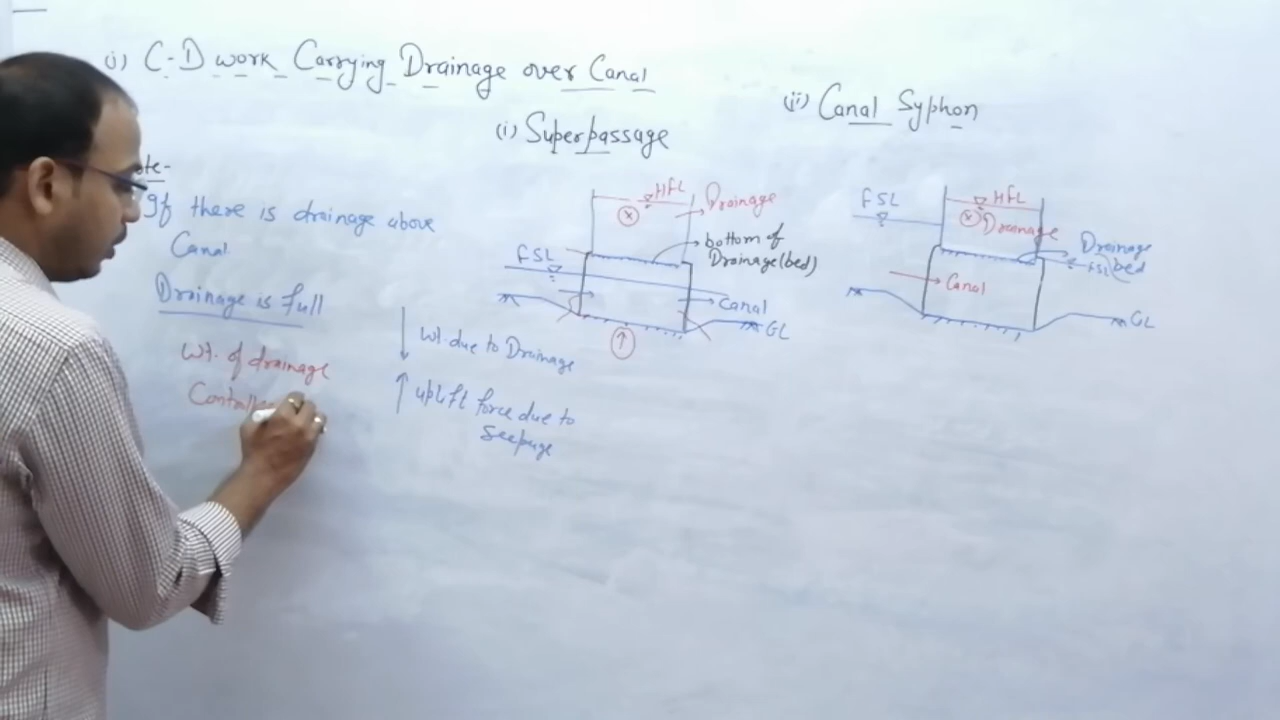 (i) C-D work Carrying Drainage over Canal
(i) Superpassage
(ii) Canal Syphon
If there is drainage above
Canal
Drainage is full
wt. of drainage
wt. due to Drainage
uplift force due to
Seepage
HFL
Drainage
bottom of
Drainage (bed)
FSL
Canal
GL
FSL
HFL
Drainage
Drainage
bed
FSL
Canal
GL